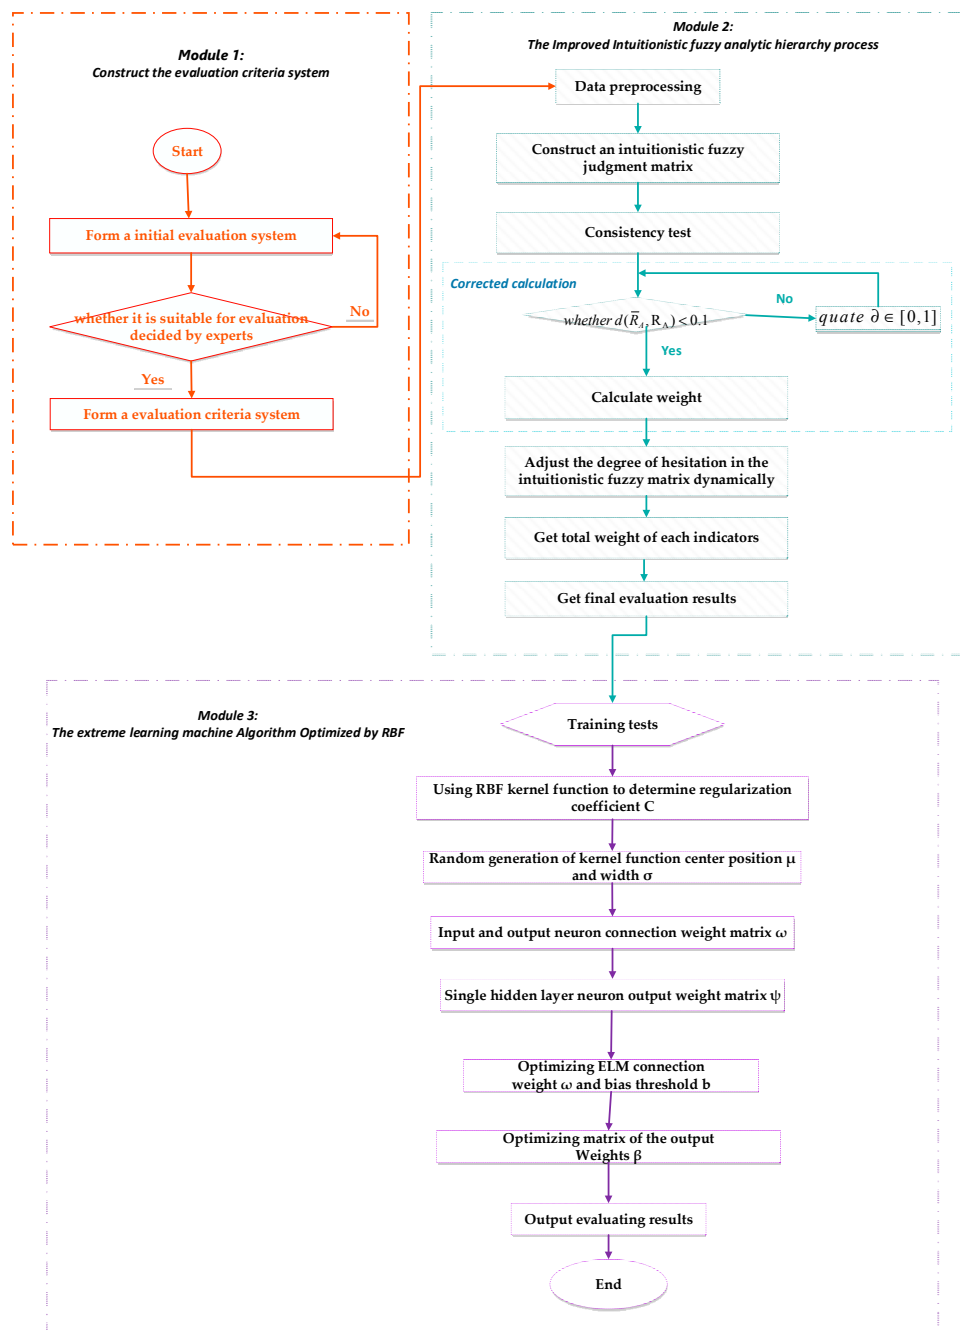 Module 1:
Construct the evaluation criteria system
Start
Form a initial evaluation system
whether it is suitable for evaluation
decided by experts
No
Yes
Form a evaluation criteria system
Module 2:
The Improved Intuitionistic fuzzy analytic hierarchy process
Data preprocessing
Construct an intuitionistic fuzzy
judgment matrix
Consistency test
Corrected calculation
whether d(R̅_A, R_A) < 0.1
No
quate ∂ ∈ [0,1]
Yes
Calculate weight
Adjust the degree of hesitation in the
intuitionistic fuzzy matrix dynamically
Get total weight of each indicators
Get final evaluation results
Module 3:
The extreme learning machine Algorithm Optimized by RBF
Training tests
Using RBF kernel function to determine regularization
coefficient C
Random generation of kernel function center position μ
and width σ
Input and output neuron connection weight matrix ω
Single hidden layer neuron output weight matrix ψ
Optimizing ELM connection
weight ω and bias threshold b
Optimizing matrix of the output
Weights β
Output evaluating results
End